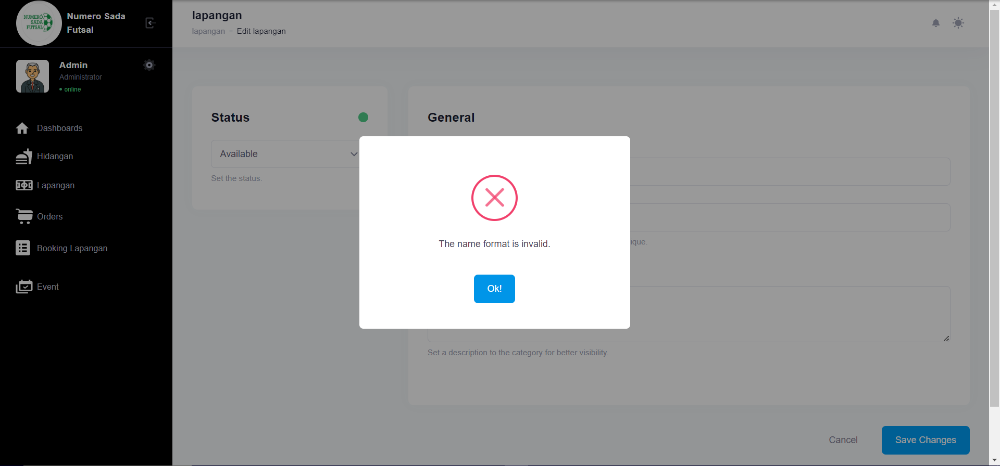 NUMERÓ
SADA
FUTSAL
Numero Sada
Futsal
Admin
Administrator
online
Dashboards
Hidangan
Lapangan
Orders
Booking Lapangan
Event
lapangan
lapangan - Edit lapangan
Status
Available
Set the status.
General
ique.
Set a description to the category for better visibility.
The name format is invalid.
Ok!
Cancel
Save Changes